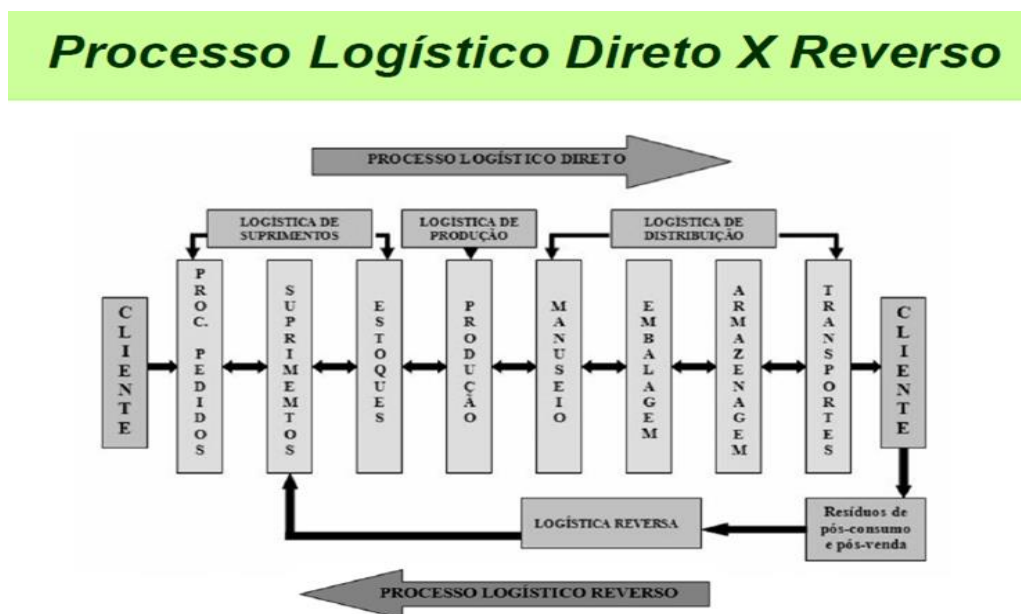 Processo Logístico Direto X Reverso
PROCESSO LOGÍSTICO DIRETO
LOGÍSTICA DE
SUPRIMENTOS
LOGÍSTICA DE
PRODUÇÃO
LOGÍSTICA DE
DISTRIBUIÇÃO
CLIENTE
PROC. PEDIDOS
SUPRIMEMTOS
ESTOQUES
PRODUÇÃO
MANUSEIO
EMBALAGEM
ARMAZENAGEM
TRANSPORTES
CLIENTE
LOGÍSTICA REVERSA
Resíduos de
pós-consumo
e pós-venda
PROCESSO LOGÍSTICO REVERSO